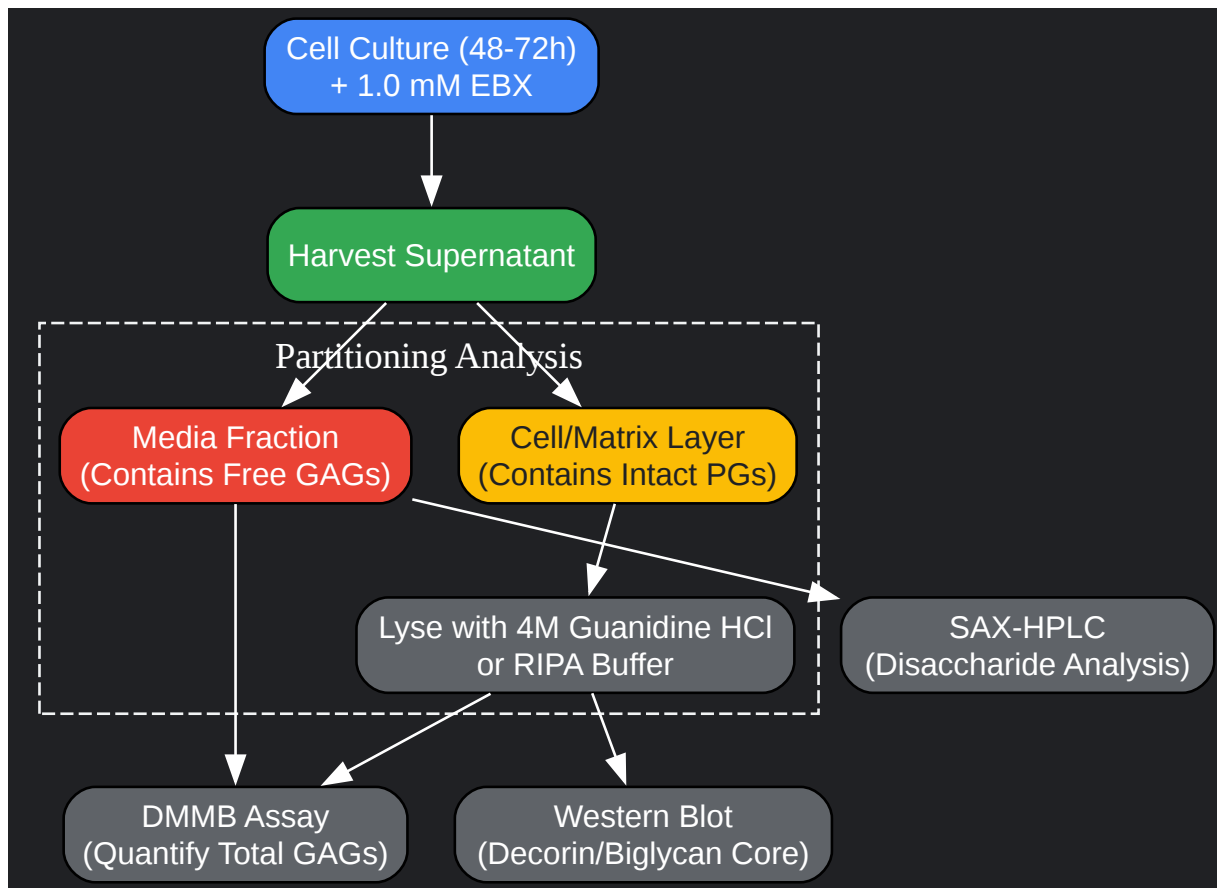 Cell Culture (48-72h)
+ 1.0 mM EBX
Harvest Supernatant
Partitioning Analysis
Media Fraction
(Contains Free GAGs)
Cell/Matrix Layer
(Contains Intact PGs)
Lyse with 4M Guanidine HCl
or RIPA Buffer
SAX-HPLC
(Disaccharide Analysis)
DMMB Assay
(Quantify Total GAGs)
Western Blot
(Decorin/Biglycan Core)